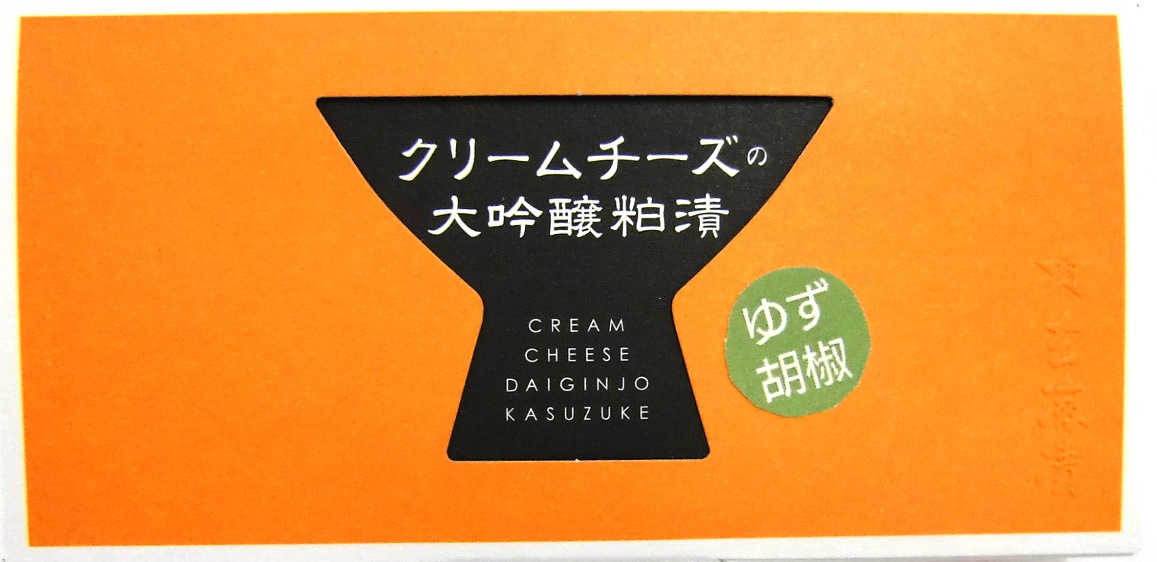 クリームチーズの
大吟醸粕漬
CREAM
CHEESE
DAIGINJO
KASUZUKE
ゆず
胡椒